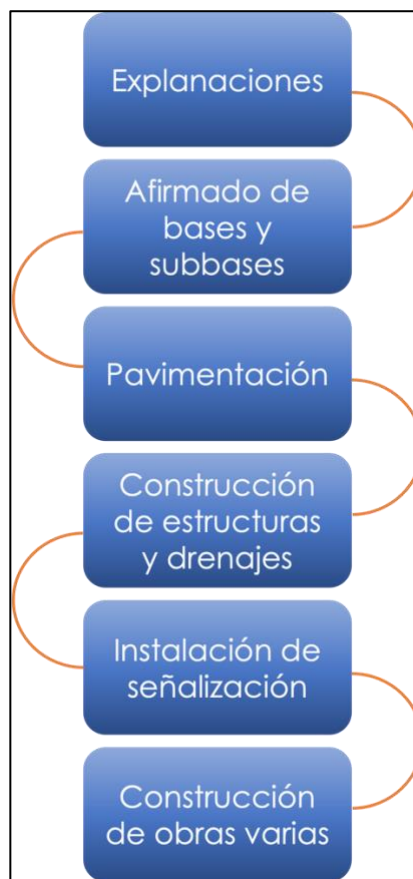 Explanaciones
Afirmado de
bases y
subbases
Pavimentación
Construcción
de estructuras
y drenajes
Instalación de
señalización
Construcción
de obras varias